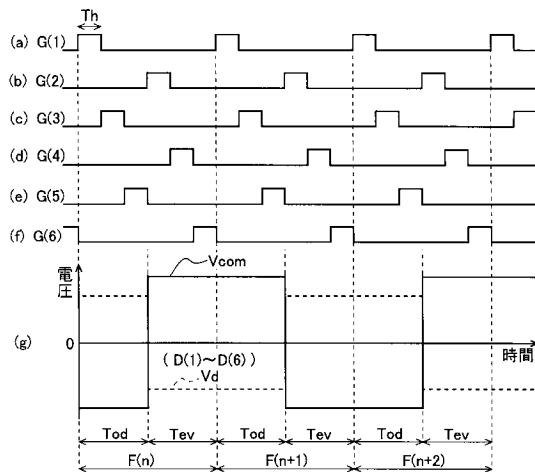 Th
(a) G(1)
(b) G(2)
(c) G(3)
(d) G(4)
(e) G(5)
(f) G(6)
電圧
Vcom
(g)
0
時間
( D(1)~D(6) )
Vd
Tod Tev Tod Tev Tod Tev
F(n) F(n+1) F(n+2)